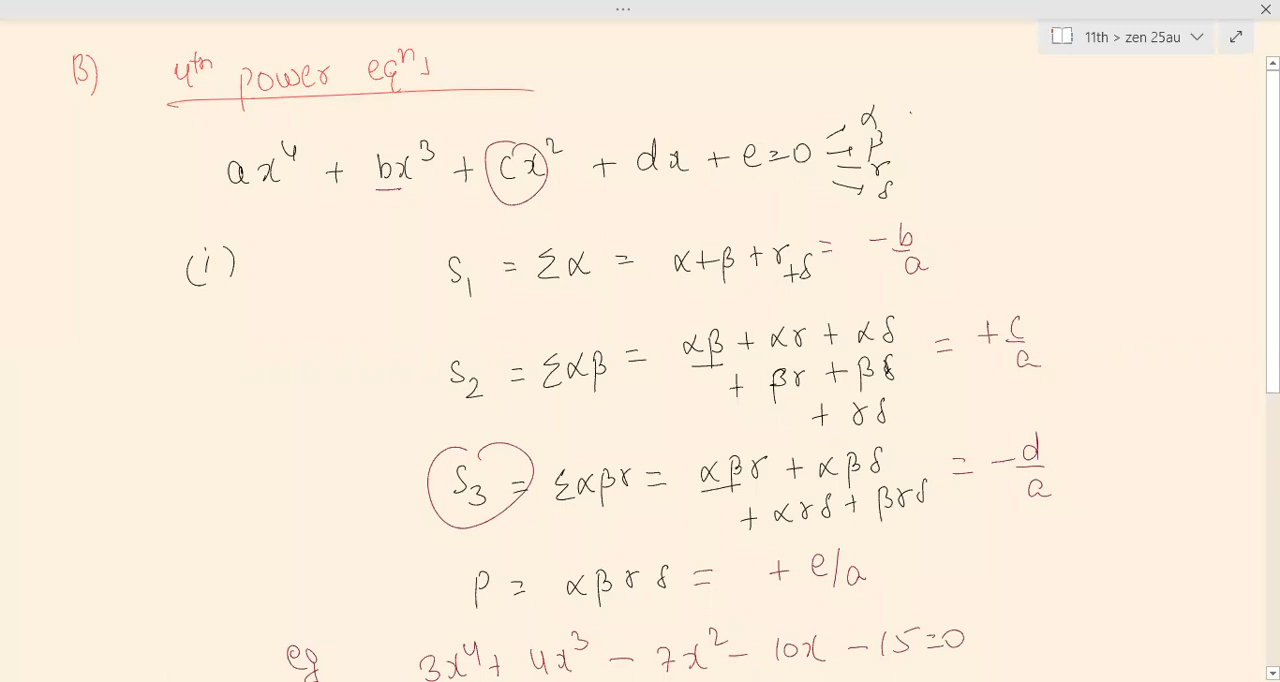 11th > zen 25au
B) 4th power eqⁿs
ax⁴ + bx³ + cx² + dx + e = 0 → α → β – γ → δ
(i) S₁ = Σα = α + β + γ + δ = -b/a
S₂ = Σαβ = αβ + αγ + αδ = +c/a
+ βγ + βδ
+ γδ
S₃ = Σαβγ = αβγ + αβδ = -d/a
+ αγδ + βγδ
P = αβγδ = + e/a
eg 3x⁴ + 4x³ - 7x² - 10x - 15 = 0